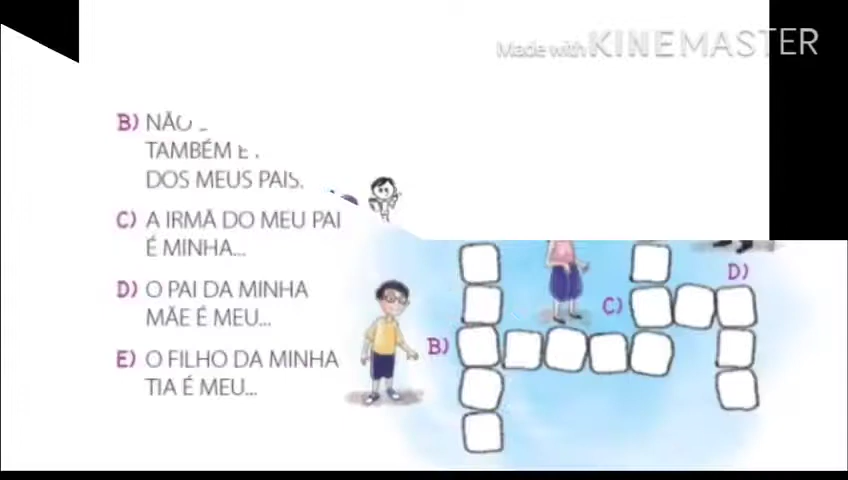 Made with KINEMASTER
B) NÃO
TAMBÉM É
DOS MEUS PAIS.
C) A IRMÃ DO MEU PAI
É MINHA...
D) O PAI DA MINHA
MÃE É MEU...
E) O FILHO DA MINHA
TIA É MEU...
B)
C)
D)